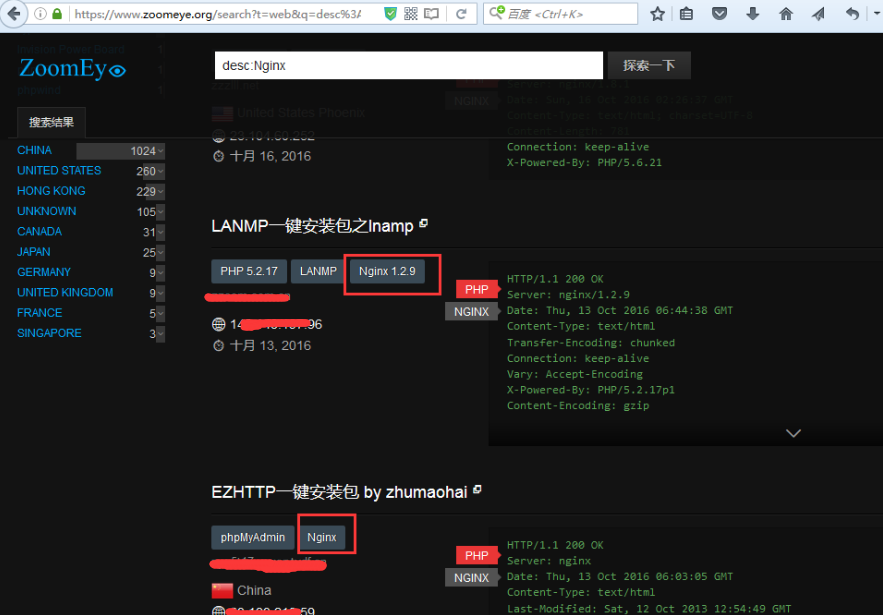 https://www.zoomeye.org/search?t=web&q=desc%3A
百度 <Ctrl+K>
ZoomEye
desc:Nginx
探索一下
搜索结果
CHINA 1024
UNITED STATES 260
HONG KONG 229
UNKNOWN 105
CANADA 31
JAPAN 25
GERMANY 9
UNITED KINGDOM 9
FRANCE 5
SINGAPORE 3
United States Phoenix
十月 16, 2016
NGINX
Connection: keep-alive
X-Powered-By: PHP/5.6.21
LANMP一键安装包之lnamp
PHP 5.2.17
LANMP
Nginx 1.2.9
十月 13, 2016
PHP
NGINX
HTTP/1.1 200 OK
Server: nginx/1.2.9
Date: Thu, 13 Oct 2016 06:44:38 GMT
Content-Type: text/html
Transfer-Encoding: chunked
Connection: keep-alive
Vary: Accept-Encoding
X-Powered-By: PHP/5.2.17p1
Content-Encoding: gzip
EZHTTP一键安装包 by zhumaohai
phpMyAdmin
Nginx
China
PHP
NGINX
HTTP/1.1 200 OK
Server: nginx
Date: Thu, 13 Oct 2016 06:03:05 GMT
Content-Type: text/html
Last-Modified: Sat, 12 Oct 2013 12:54:49 GMT